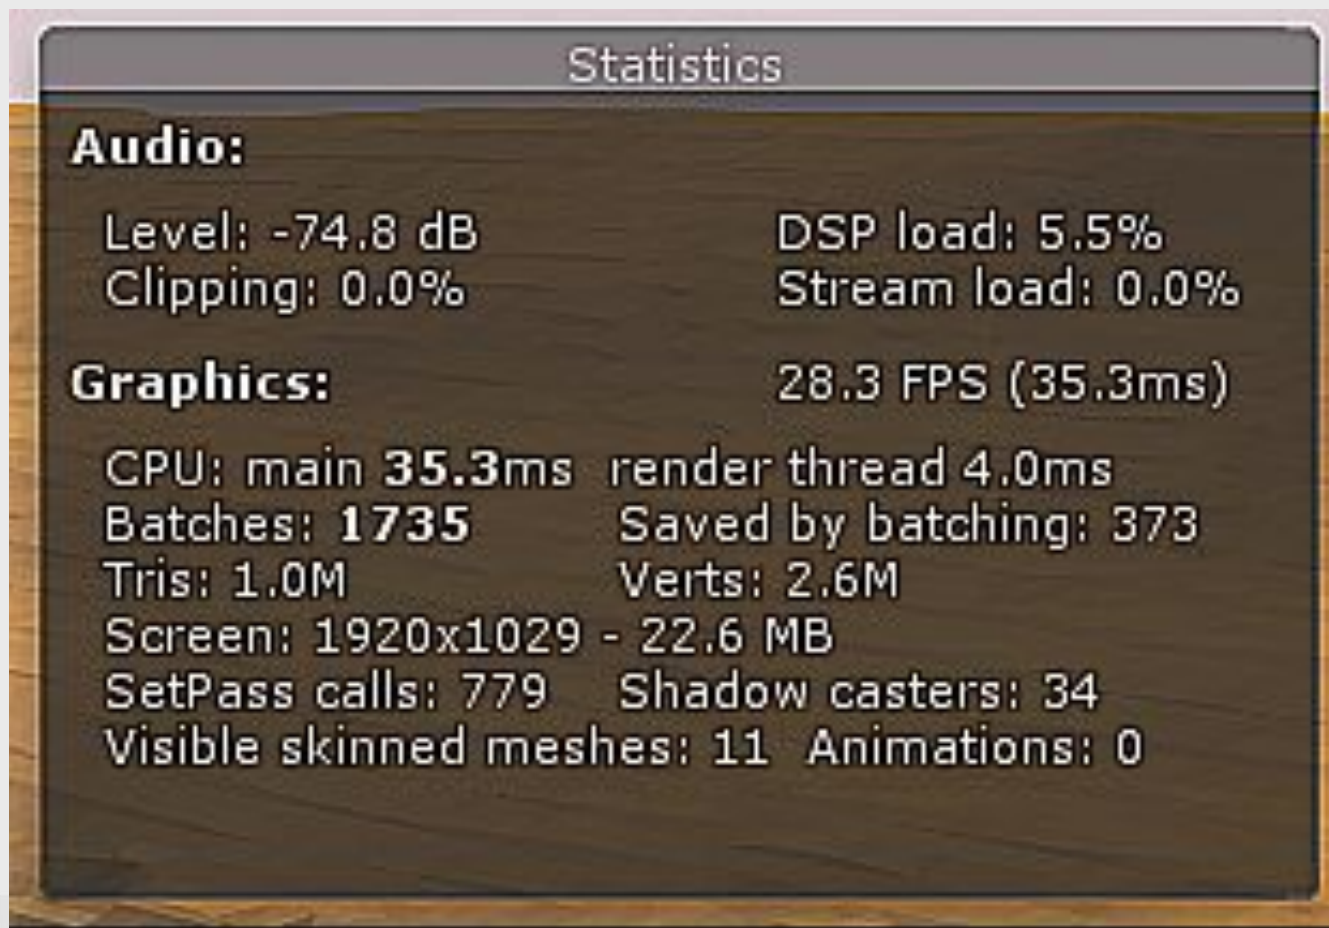 Statistics
Audio:
Level: -74.8 dB DSP load: 5.5%
Clipping: 0.0% Stream load: 0.0%
Graphics: 28.3 FPS (35.3ms)
CPU: main 35.3ms render thread 4.0ms
Batches: 1735 Saved by batching: 373
Tris: 1.0M Verts: 2.6M
Screen: 1920x1029 - 22.6 MB
SetPass calls: 779 Shadow casters: 34
Visible skinned meshes: 11 Animations: 0